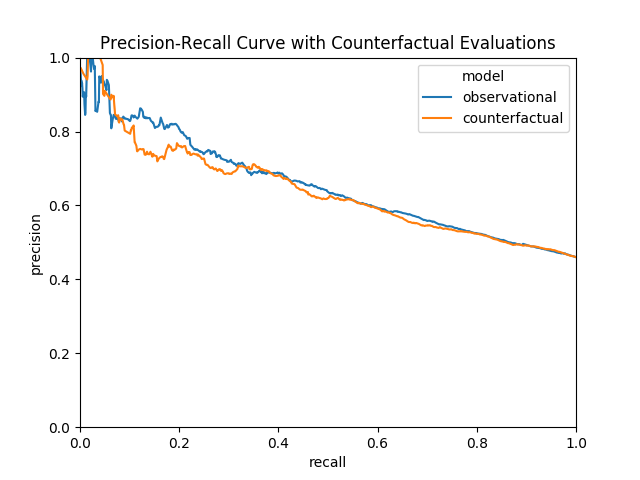 Precision-Recall Curve with Counterfactual Evaluations
model
observational
counterfactual
1.0
0.8
0.6
0.4
0.2
0.0
precision
0.0 0.2 0.4 0.6 0.8 1.0
recall